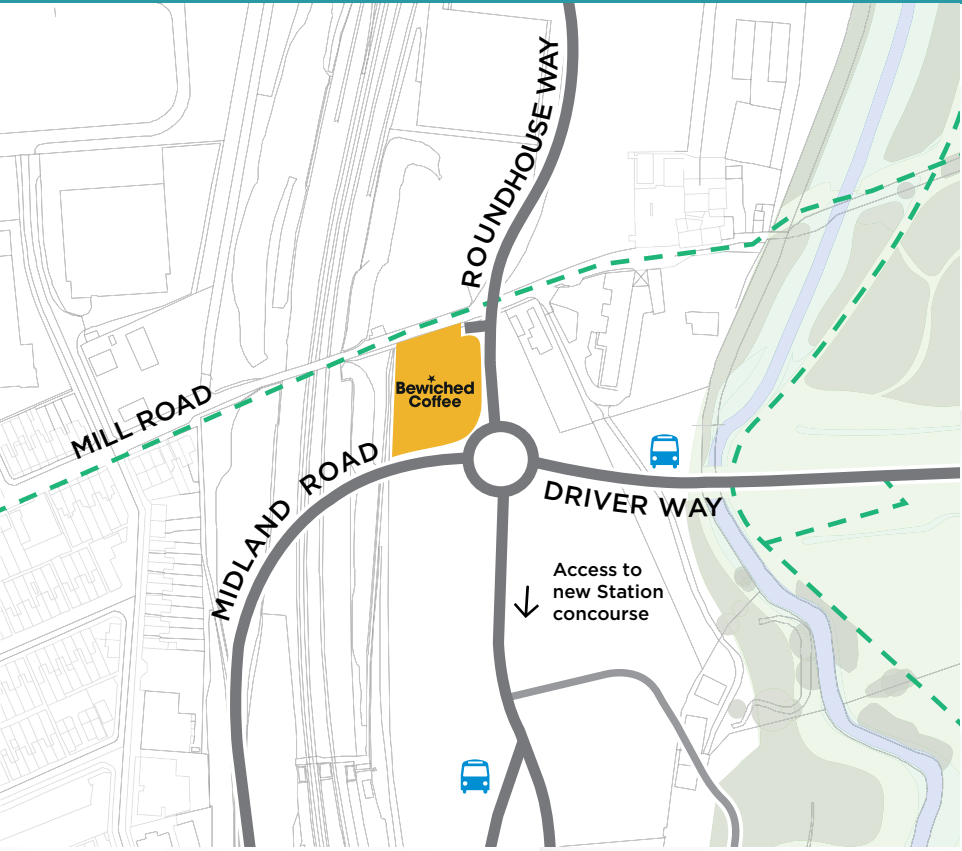 ROUNDHOUSE WAY
Bewiched
Coffee
MILL ROAD
MIDLAND ROAD
DRIVER WAY
Access to
new Station
concourse